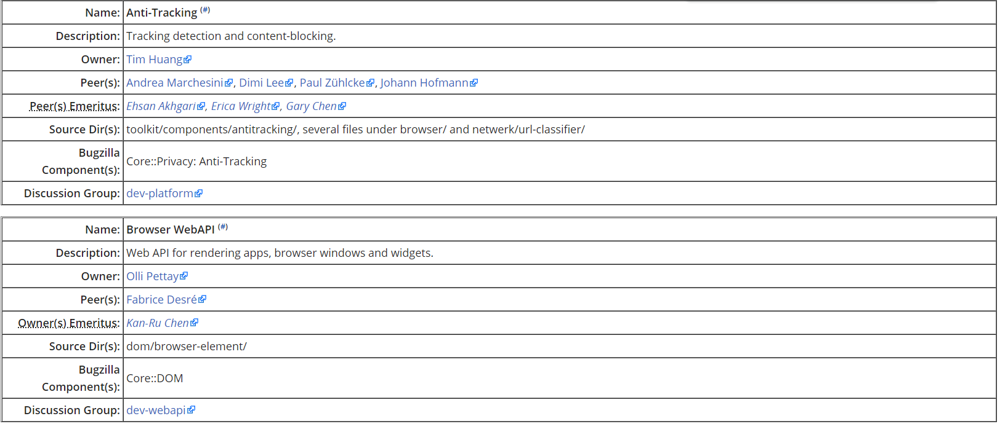 Name: Anti-Tracking (#)
Description: Tracking detection and content-blocking.
Owner: Tim Huang
Peer(s): Andrea Marchesini, Dimi Lee, Paul Zühlcke, Johann Hofmann
Peer(s) Emeritus: Ehsan Akhgari, Erica Wright, Gary Chen
Source Dir(s): toolkit/components/antitracking/, several files under browser/ and netwerk/url-classifier/
Bugzilla
Component(s): Core::Privacy: Anti-Tracking
Discussion Group: dev-platform
Name: Browser WebAPI (#)
Description: Web API for rendering apps, browser windows and widgets.
Owner: Olli Pettay
Peer(s): Fabrice Desré
Owner(s) Emeritus: Kan-Ru Chen
Source Dir(s): dom/browser-element/
Bugzilla
Component(s): Core::DOM
Discussion Group: dev-webapi